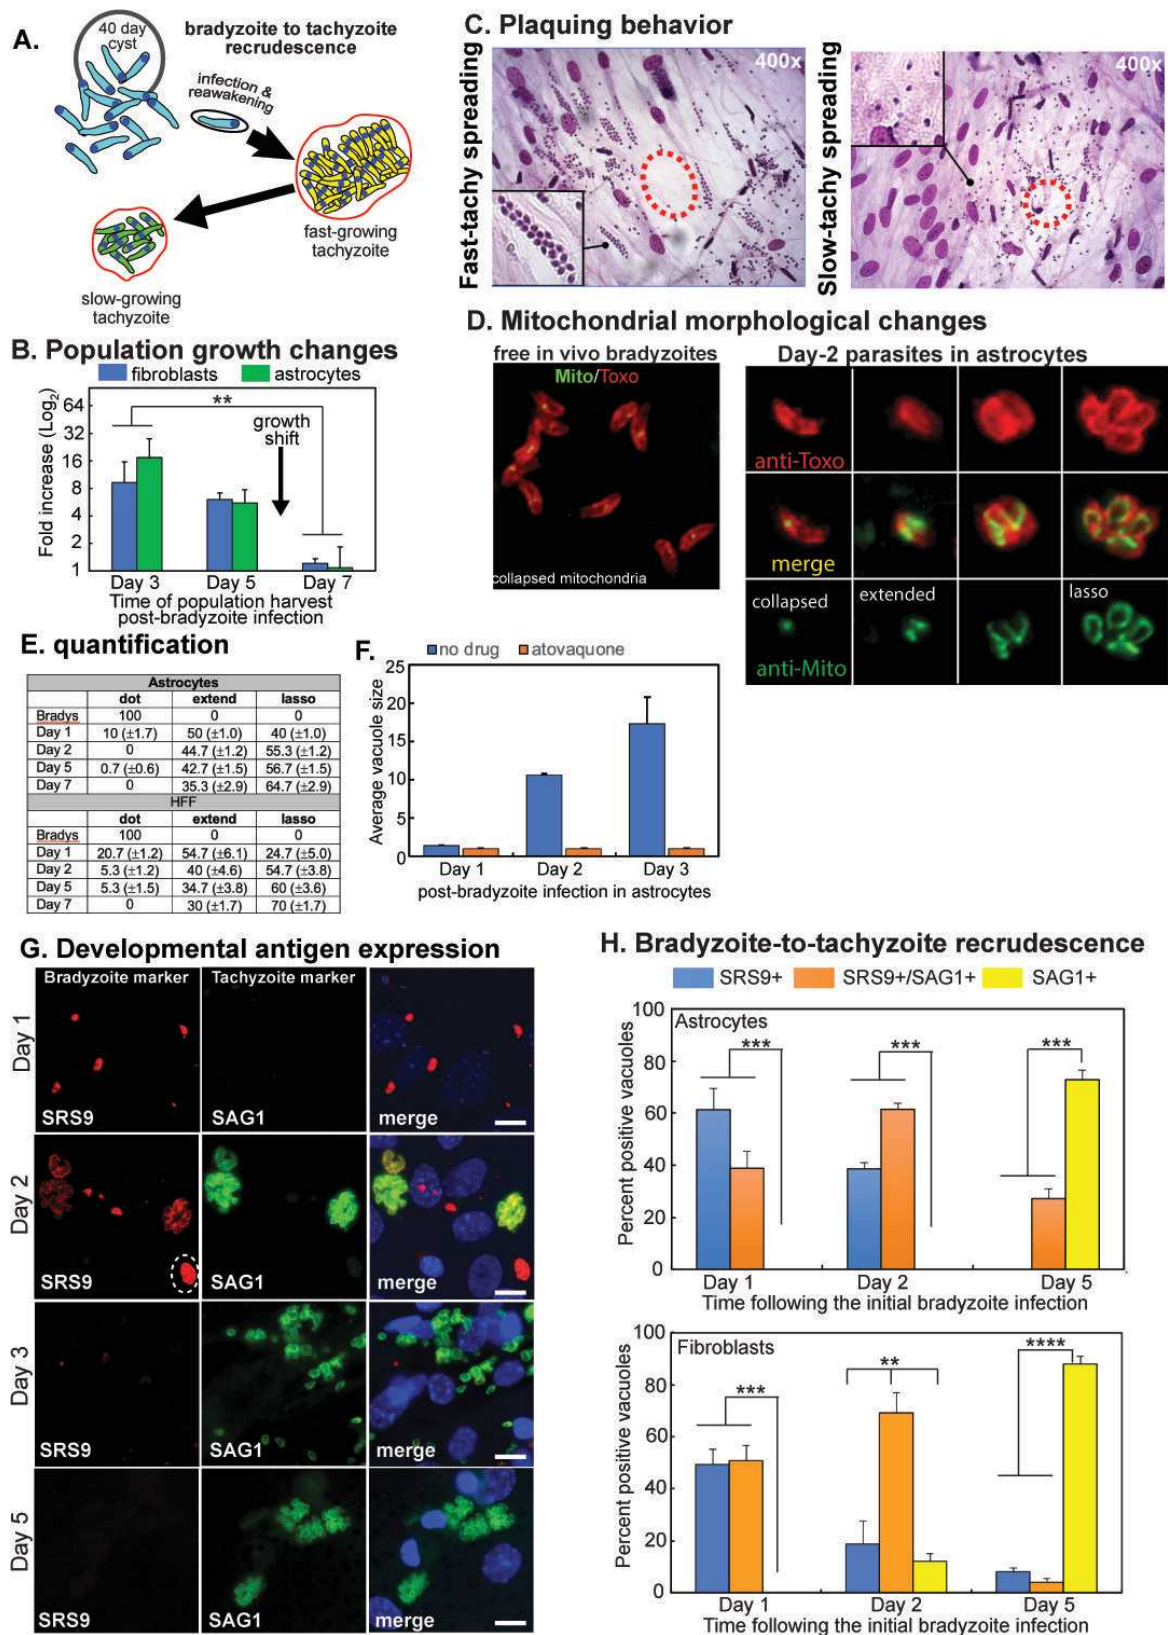 A.
40 day
cyst
bradyzoite to tachyzoite
recrudescence
infection &
reawakening
fast-growing
tachyzoite
slow-growing
tachyzoite
B. Population growth changes
fibroblasts
astrocytes
Fold increase (Log2)
64
32
16
8
4
2
1
**
growth
shift
Day 3
Day 5
Day 7
Time of population harvest
post-bradyzoite infection
C. Plaquing behavior
Fast-tachy spreading
400x
Slow-tachy spreading
400x
D. Mitochondrial morphological changes
free in vivo bradyzoites
Mito/Toxo
collapsed mitochondria
Day-2 parasites in astrocytes
anti-Toxo
merge
collapsed
extended
lasso
anti-Mito
E. quantification
Astrocytes
dot extend lasso
Bradys 100 0 0
Day 1 10 (±1.7) 50 (±1.0) 40 (±1.0)
Day 2 0 44.7 (±1.2) 55.3 (±1.2)
Day 5 0.7 (±0.6) 42.7 (±1.5) 56.7 (±1.5)
Day 7 0 35.3 (±2.9) 64.7 (±2.9)
HFF
dot extend lasso
Bradys 100 0 0
Day 1 20.7 (±1.2) 54.7 (±6.1) 24.7 (±5.0)
Day 2 5.3 (±1.2) 40 (±4.6) 54.7 (±3.8)
Day 5 5.3 (±1.5) 34.7 (±3.8) 60 (±3.6)
Day 7 0 30 (±1.7) 70 (±1.7)
F.
no drug
atovaquone
Average vacuole size
25
20
15
10
5
0
Day 1
Day 2
Day 3
post-bradyzoite infection in astrocytes
G. Developmental antigen expression
Bradyzoite marker
Tachyzoite marker
Day 1
SRS9
SAG1
merge
Day 2
SRS9
SAG1
merge
Day 3
SRS9
SAG1
merge
Day 5
SRS9
SAG1
merge
H. Bradyzoite-to-tachyzoite recrudescence
SRS9+
SRS9+/SAG1+
SAG1+
Percent positive vacuoles
100
80
60
40
20
0
Astrocytes
***
***
***
Day 1
Day 2
Day 5
Time following the initial bradyzoite infection
Percent positive vacuoles
100
80
60
40
20
0
Fibroblasts
***
**
****
Day 1
Day 2
Day 5
Time following the initial bradyzoite infection